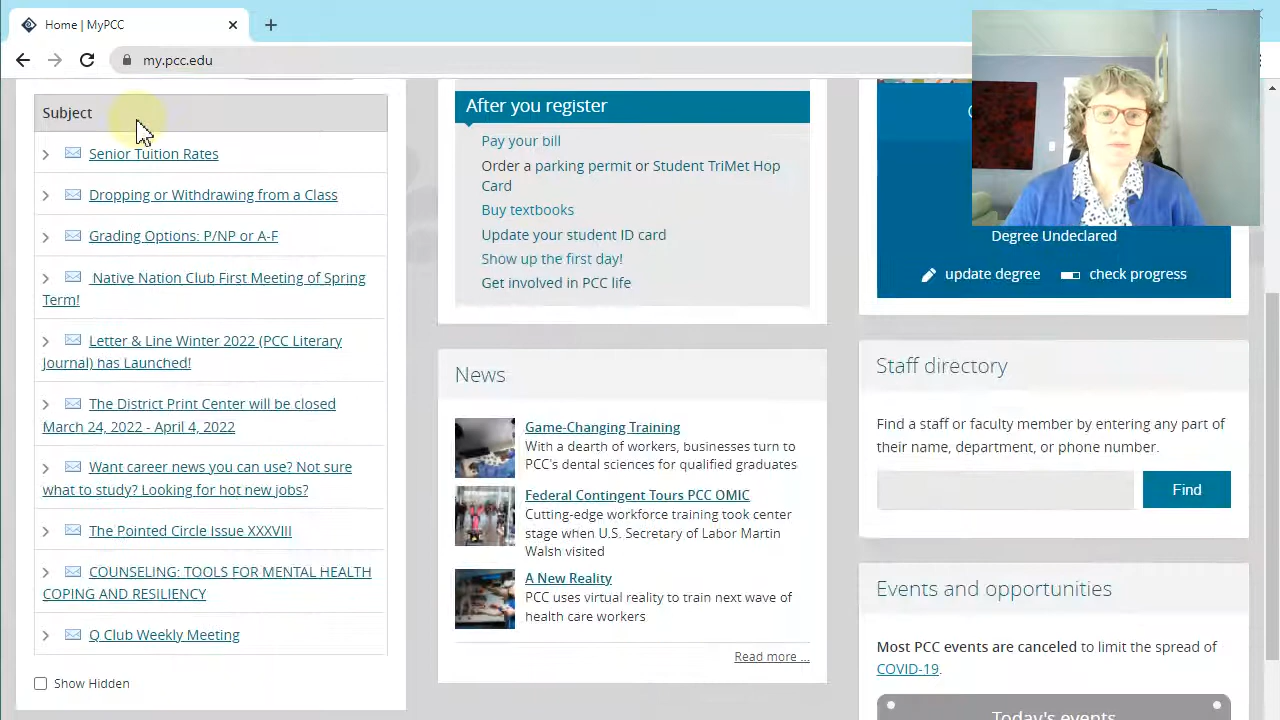 Home | MyPCC
my.pcc.edu
Subject
Senior Tuition Rates
Dropping or Withdrawing from a Class
Grading Options: P/NP or A-F
Native Nation Club First Meeting of Spring
Term!
Letter & Line Winter 2022 (PCC Literary
Journal) has Launched!
The District Print Center will be closed
March 24, 2022 - April 4, 2022
Want career news you can use? Not sure
what to study? Looking for hot new jobs?
The Pointed Circle Issue XXXVIII
COUNSELING: TOOLS FOR MENTAL HEALTH
COPING AND RESILIENCY
Q Club Weekly Meeting
Show Hidden
After you register
Pay your bill
Order a parking permit or Student TriMet Hop
Card
Buy textbooks
Update your student ID card
Show up the first day!
Get involved in PCC life
News
Game-Changing Training
With a dearth of workers, businesses turn to
PCC's dental sciences for qualified graduates
Federal Contingent Tours PCC OMIC
Cutting-edge workforce training took center
stage when U.S. Secretary of Labor Martin
Walsh visited
A New Reality
PCC uses virtual reality to train next wave of
health care workers
Read more ...
Degree Undeclared
update degree
check progress
Staff directory
Find a staff or faculty member by entering any part of
their name, department, or phone number.
Find
Events and opportunities
Most PCC events are canceled to limit the spread of
COVID-19.
Today's events